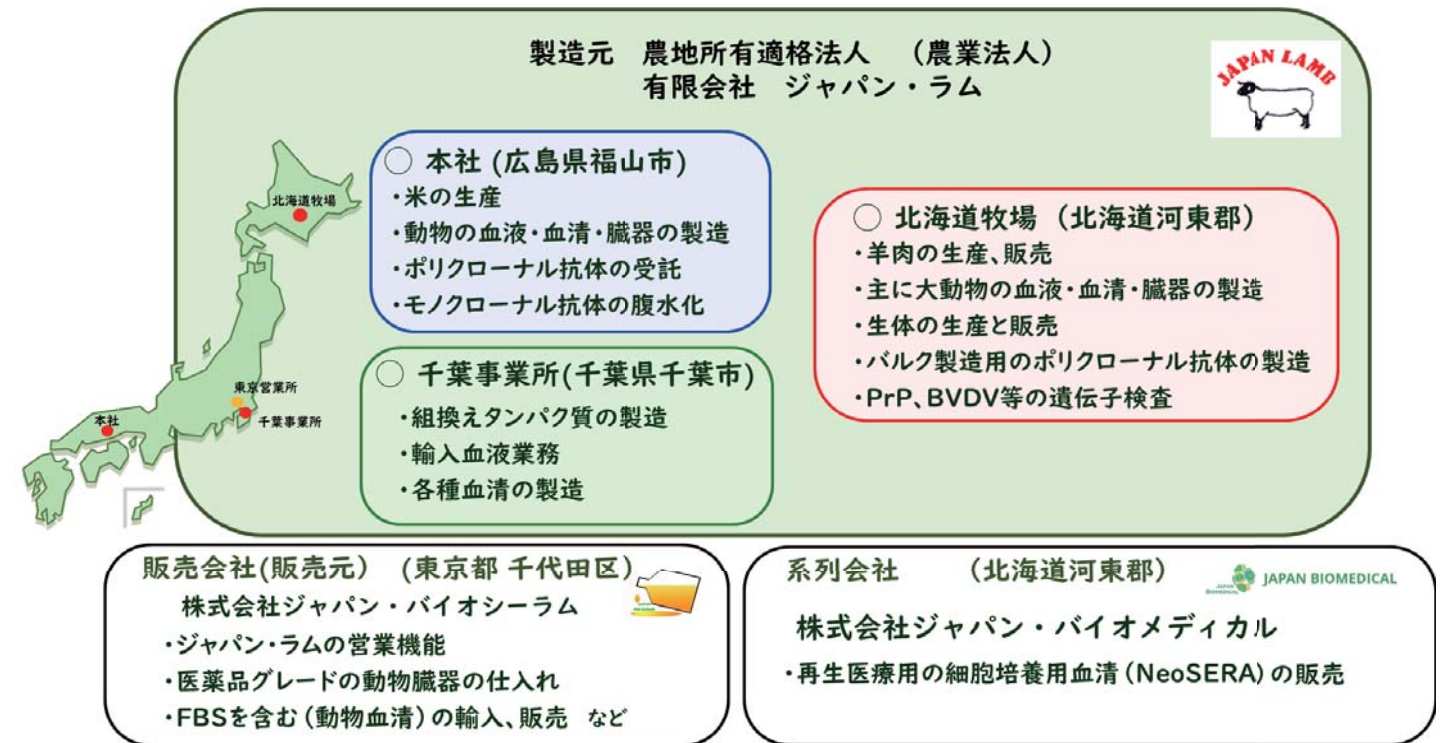 製造元　農地所有適格法人　（農業法人）
有限会社　ジャパン・ラム
JAPAN LAMB
○ 本社 (広島県福山市)
・米の生産
・動物の血液・血清・臓器の製造
・ポリクローナル抗体の受託
・モノクローナル抗体の腹水化
○ 千葉事業所(千葉県千葉市)
・組換えタンパク質の製造
・輸入血液業務
・各種血清の製造
○ 北海道牧場（北海道河東郡）
・羊肉の生産、販売
・主に大動物の血液・血清・臓器の製造
・生体の生産と販売
・バルク製造用のポリクローナル抗体の製造
・PrP、BVDV等の遺伝子検査
北海道牧場
東京営業所
千葉事業所
本社
販売会社(販売元）（東京都 千代田区）
株式会社ジャパン・バイオシーラム
・ジャパン・ラムの営業機能
・医薬品グレードの動物臓器の仕入れ
・FBSを含む（動物血清）の輸入、販売　など
系列会社　　（北海道河東郡）
JAPAN BIOMEDICAL
JAPAN BIOMEDICAL
株式会社ジャパン・バイオメディカル
・再生医療用の細胞培養用血清（NeoSERA）の販売